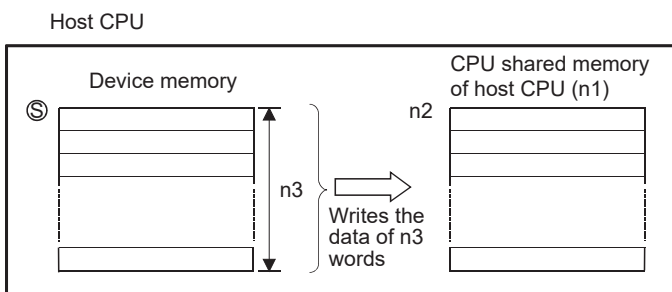 Host CPU
Device memory
CPU shared memory
of host CPU (n1)
Ⓢ
n2
n3
Writes the
data of n3
words